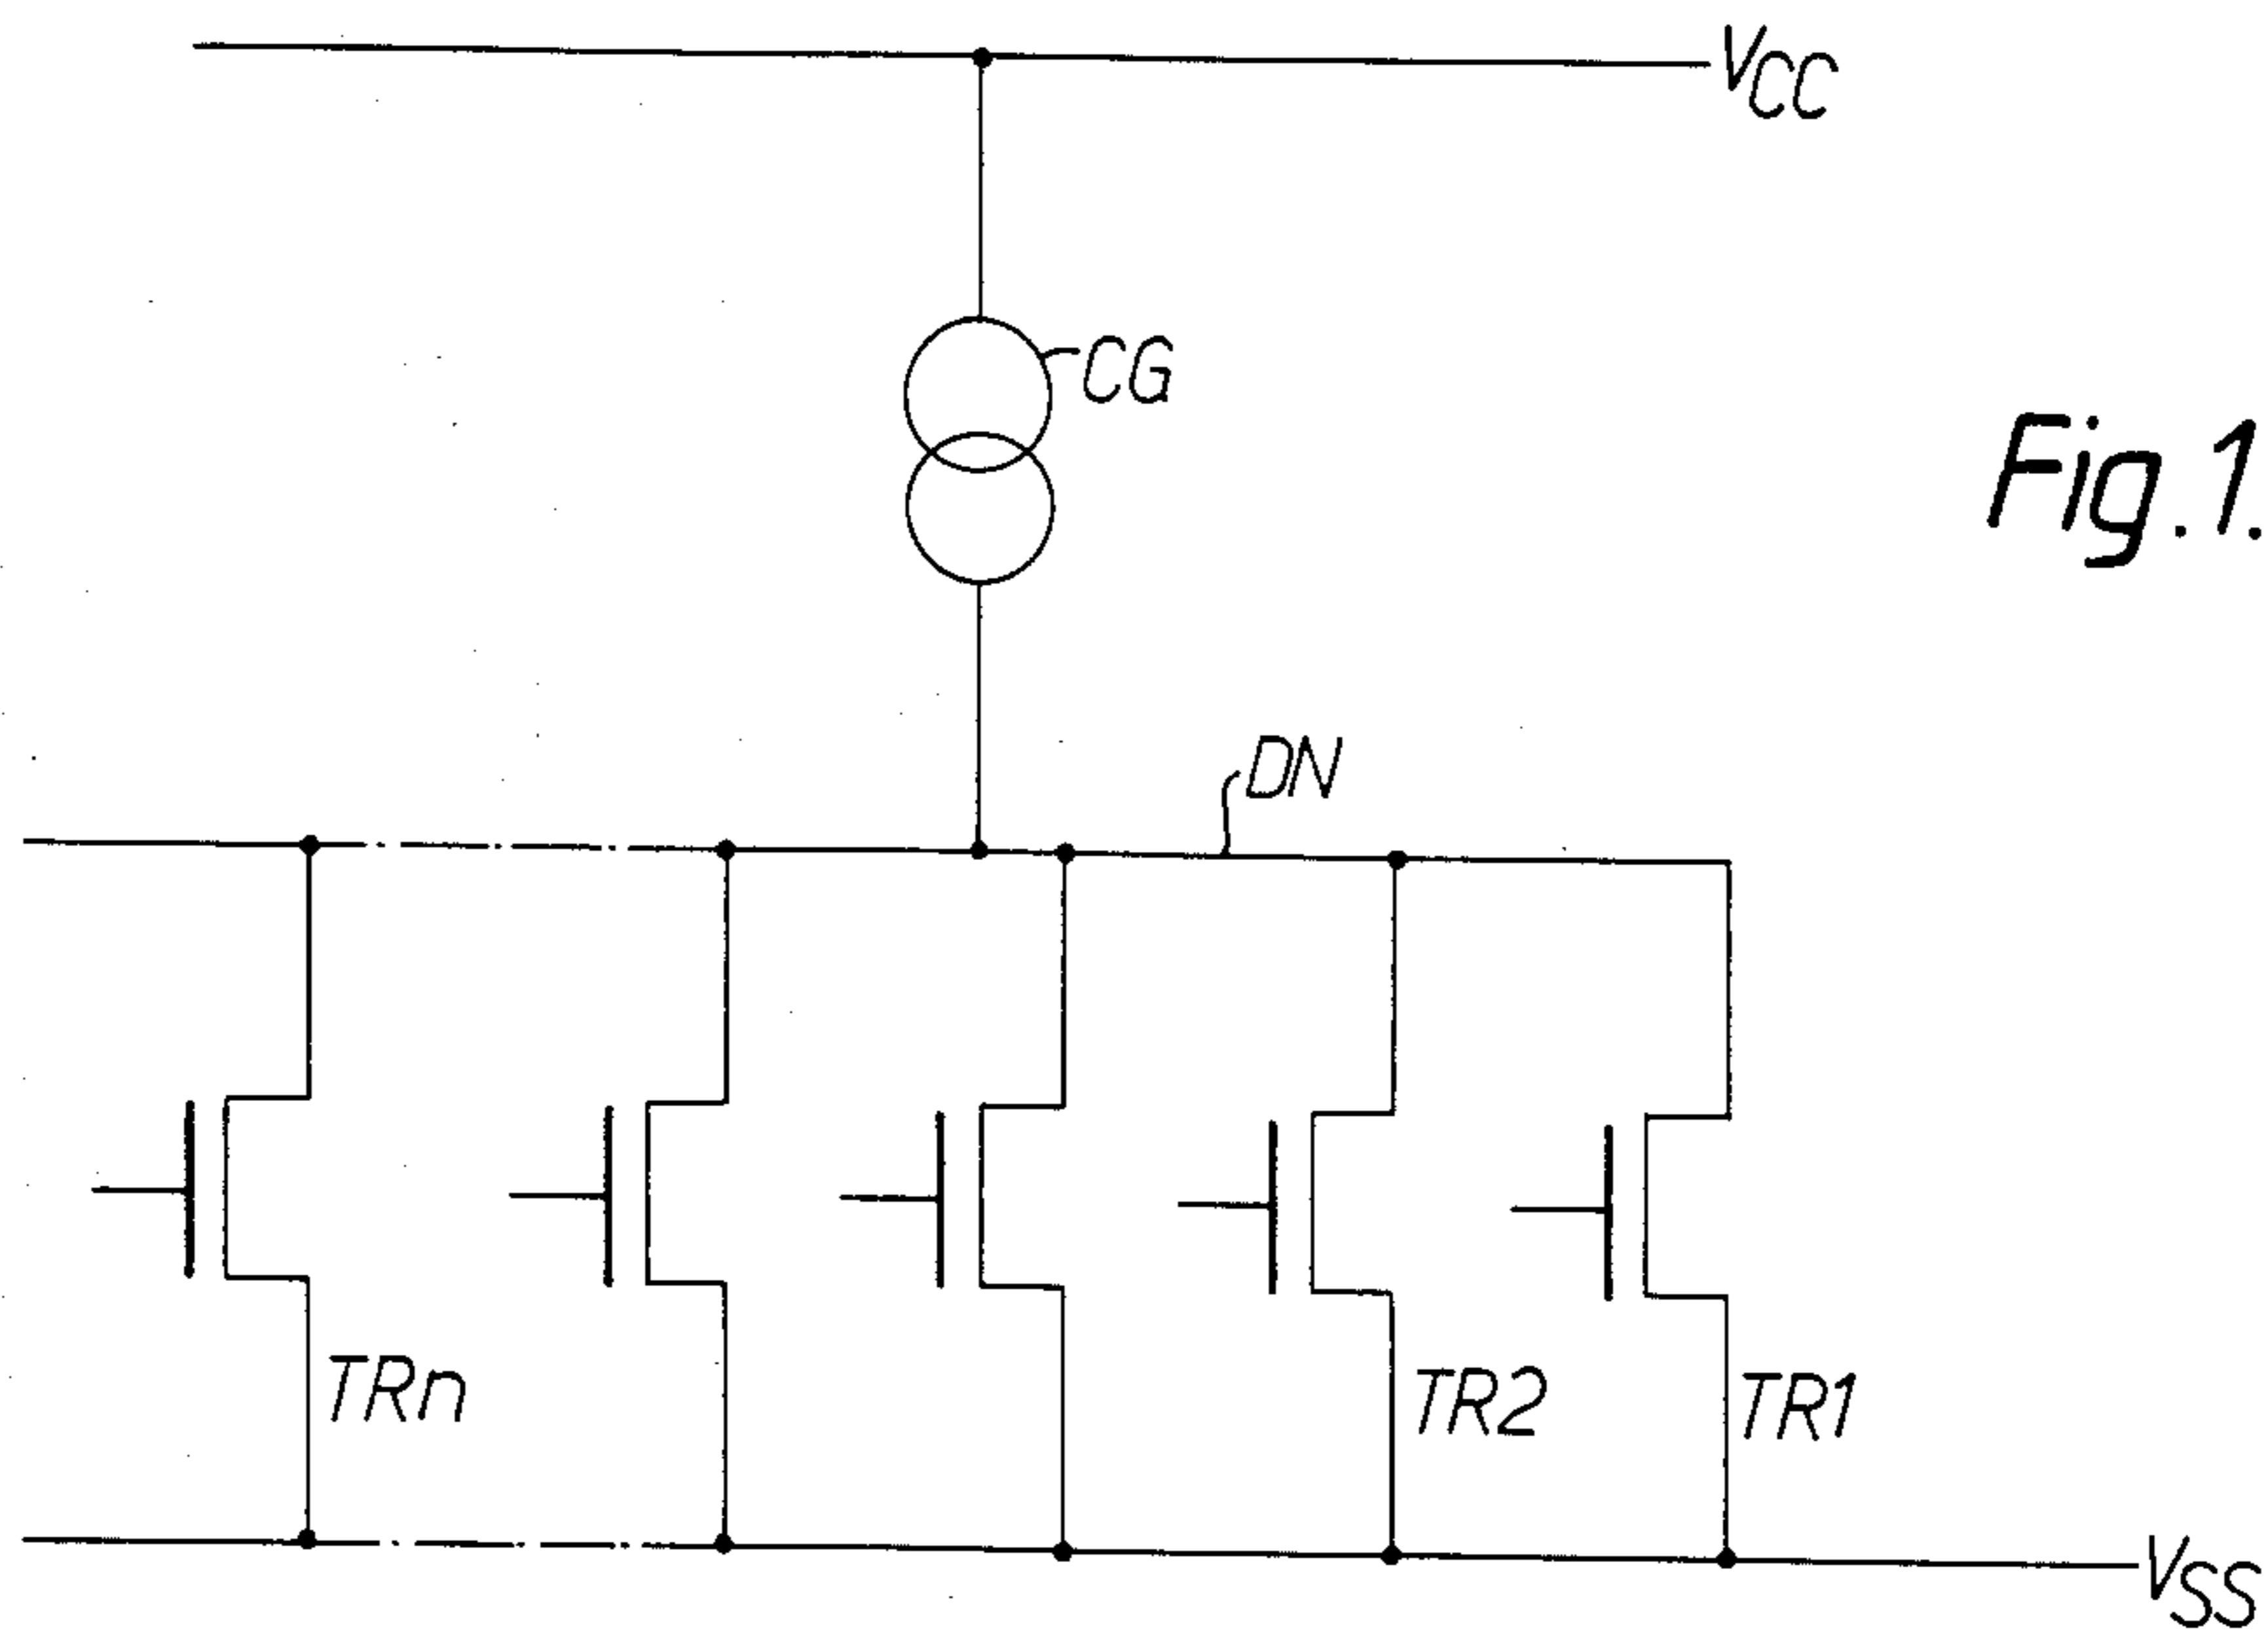 VCC
CG
Fig.1.
DN
TRn
TR2
TR1
VSS